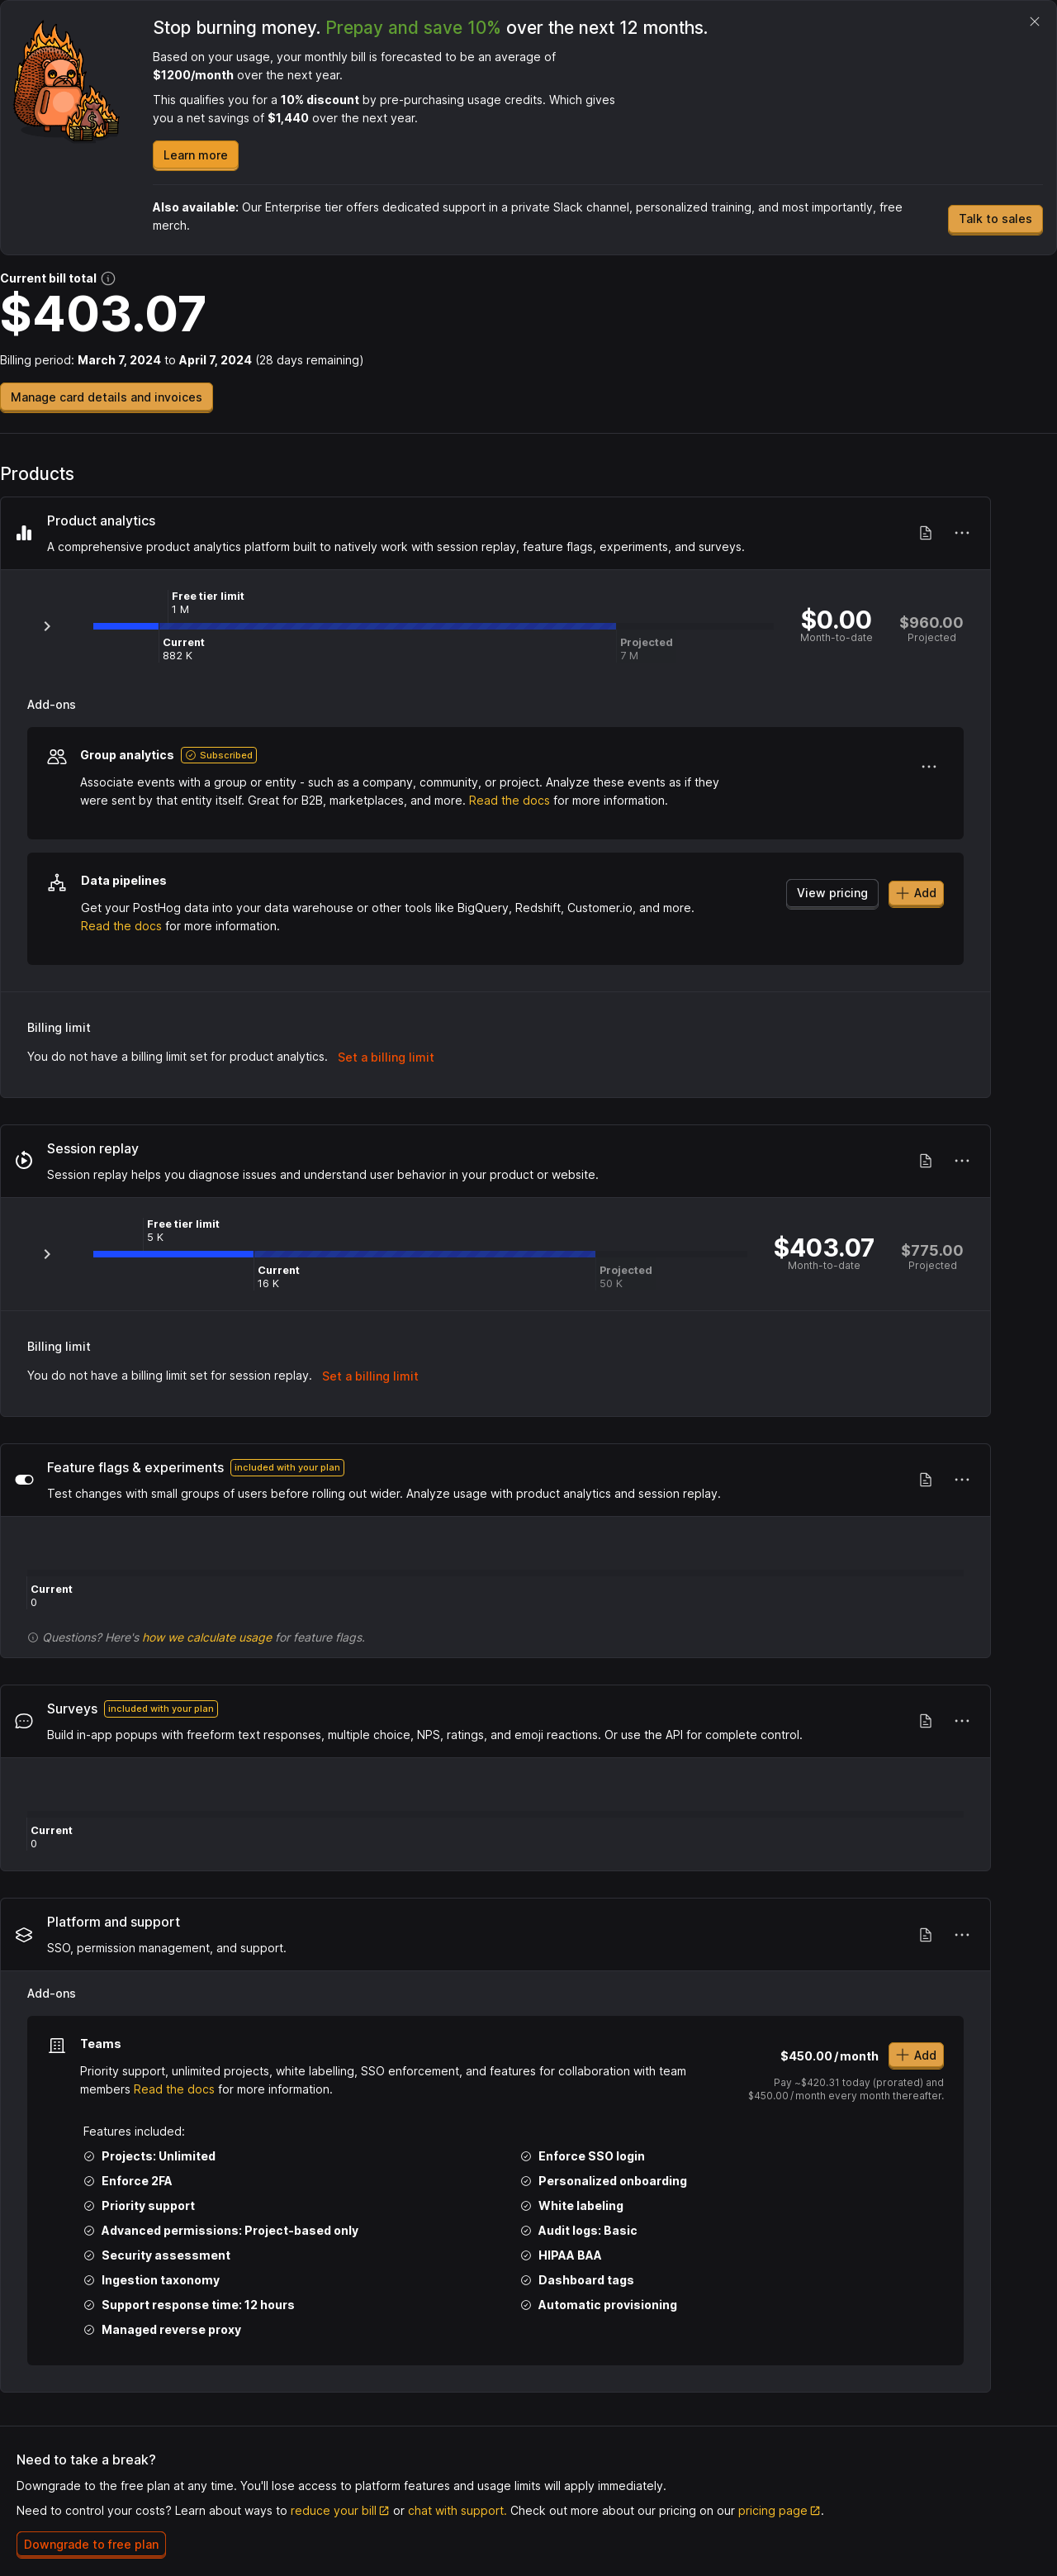 Stop burning money. Prepay and save 10% over the next 12 months.
Based on your usage, your monthly bill is forecasted to be an average of
$1200/month over the next year.
This qualifies you for a 10% discount by pre-purchasing usage credits. Which gives
you a net savings of $1,440 over the next year.
Learn more
Also available: Our Enterprise tier offers dedicated support in a private Slack channel, personalized training, and most importantly, free
merch.
Talk to sales
Current bill total
$403.07
Billing period: March 7, 2024 to April 7, 2024 (28 days remaining)
Manage card details and invoices
Products
Product analytics
A comprehensive product analytics platform built to natively work with session replay, feature flags, experiments, and surveys.
Free tier limit
1 M
Current
882 K
Projected
7 M
$0.00
Month-to-date
$960.00
Projected
Add-ons
Group analytics Subscribed
Associate events with a group or entity - such as a company, community, or project. Analyze these events as if they
were sent by that entity itself. Great for B2B, marketplaces, and more. Read the docs for more information.
Data pipelines
Get your PostHog data into your data warehouse or other tools like BigQuery, Redshift, Customer.io, and more.
Read the docs for more information.
View pricing
Add
Billing limit
You do not have a billing limit set for product analytics. Set a billing limit
Session replay
Session replay helps you diagnose issues and understand user behavior in your product or website.
Free tier limit
5 K
Current
16 K
Projected
50 K
$403.07
Month-to-date
$775.00
Projected
Billing limit
You do not have a billing limit set for session replay. Set a billing limit
Feature flags & experiments included with your plan
Test changes with small groups of users before rolling out wider. Analyze usage with product analytics and session replay.
Current
0
Questions? Here's how we calculate usage for feature flags.
Surveys included with your plan
Build in-app popups with freeform text responses, multiple choice, NPS, ratings, and emoji reactions. Or use the API for complete control.
Current
0
Platform and support
SSO, permission management, and support.
Add-ons
Teams
Priority support, unlimited projects, white labelling, SSO enforcement, and features for collaboration with team
members Read the docs for more information.
$450.00/month
Add
Pay ~$420.31 today (prorated) and
$450.00/month every month thereafter.
Features included:
Projects: Unlimited
Enforce SSO login
Enforce 2FA
Personalized onboarding
Priority support
White labeling
Advanced permissions: Project-based only
Audit logs: Basic
Security assessment
HIPAA BAA
Ingestion taxonomy
Dashboard tags
Support response time: 12 hours
Automatic provisioning
Managed reverse proxy
Need to take a break?
Downgrade to the free plan at any time. You'll lose access to platform features and usage limits will apply immediately.
Need to control your costs? Learn about ways to reduce your bill or chat with support. Check out more about our pricing on our pricing page.
Downgrade to free plan